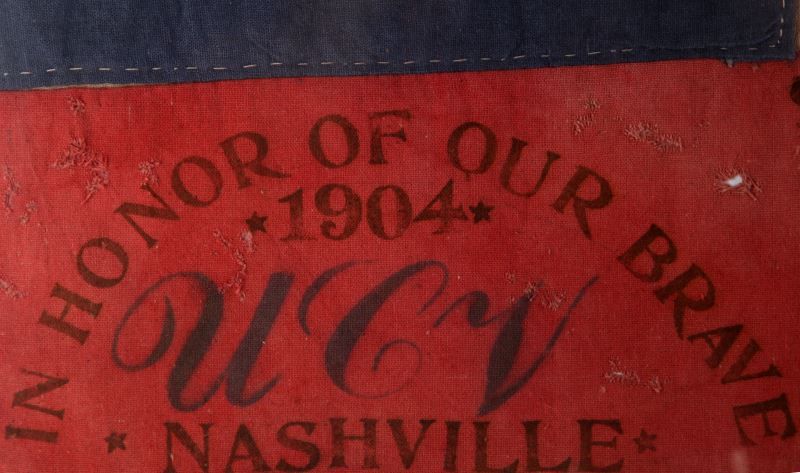 IN HONOR OF OUR BRAVE
★1904★
UCV
★ NASHVILLE ★